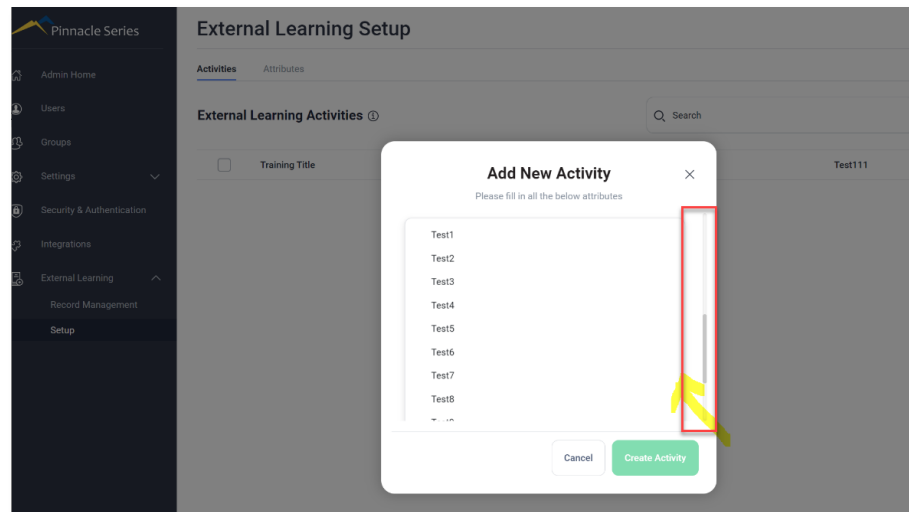 Pinnacle Series
External Learning Setup
Admin Home
Activities Attributes
Users
External Learning Activities
Search
Groups
Training Title
Test111
Add New Activity
Settings
Please fill in all the below attributes
Security & Authentication
Test1
Integrations
Test2
External Learning
Test3
Record Management
Test4
Setup
Test5
Test6
Test7
Test8
Cancel
Create Activity